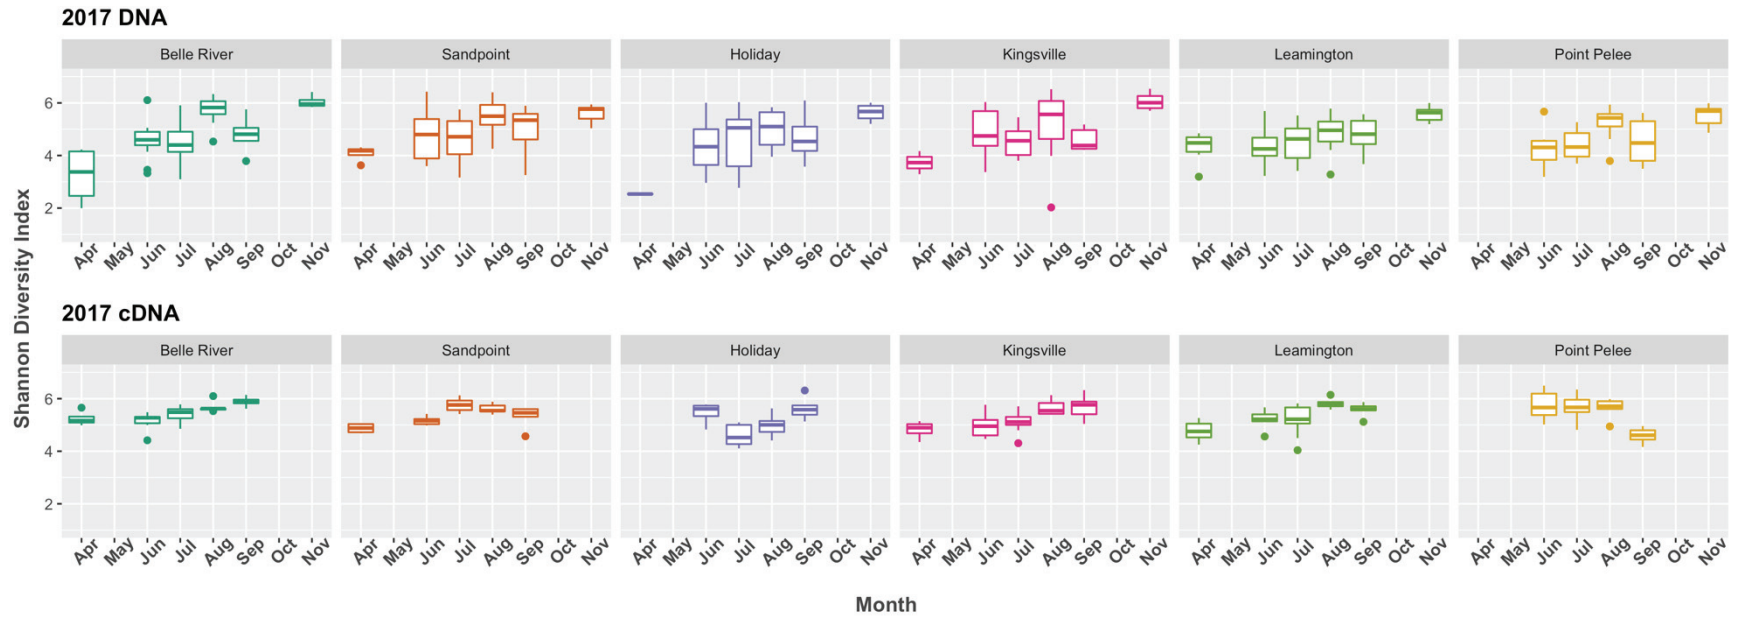 2017 DNA
Belle River Sandpoint Holiday Kingsville Leamington Point Pelee
6
4
2
Apr May Jun Jul Aug Sep Oct Nov Apr May Jun Jul Aug Sep Oct Nov Apr May Jun Jul Aug Sep Oct Nov Apr May Jun Jul Aug Sep Oct Nov Apr May Jun Jul Aug Sep Oct Nov Apr May Jun Jul Aug Sep Oct Nov
Shannon Diversity Index
2017 cDNA
Belle River Sandpoint Holiday Kingsville Leamington Point Pelee
6
4
2
Apr May Jun Jul Aug Sep Oct Nov Apr May Jun Jul Aug Sep Oct Nov Apr May Jun Jul Aug Sep Oct Nov Apr May Jun Jul Aug Sep Oct Nov Apr May Jun Jul Aug Sep Oct Nov Apr May Jun Jul Aug Sep Oct Nov
Month